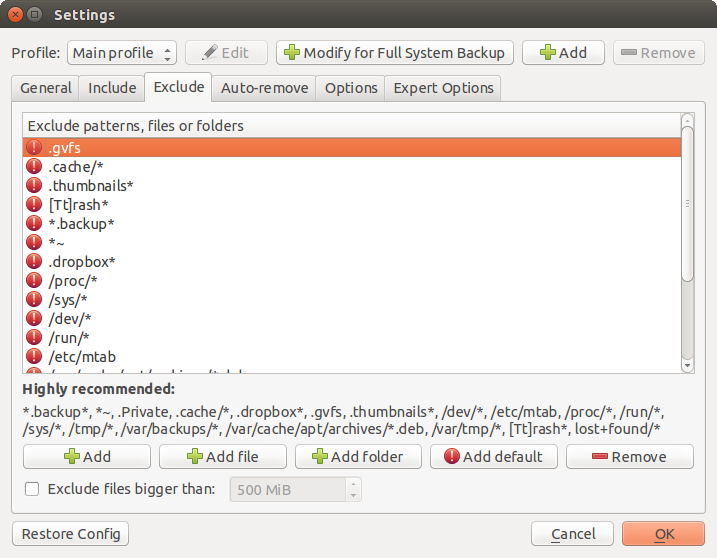 Settings
Profile: Main profile Edit Modify for Full System Backup Add Remove
General Include Exclude Auto-remove Options Expert Options
Exclude patterns, files or folders
.gvfs
.cache/*
.thumbnails*
[Tt]rash*
*.backup*
*~
.dropbox*
/proc/*
/sys/*
/dev/*
/run/*
/etc/mtab
Highly recommended:
*.backup*, *~, .Private, .cache/*, .dropbox*, .gvfs, .thumbnails*, /dev/*, /etc/mtab, /proc/*, /run/*,
/sys/*, /tmp/*, /var/backups/*, /var/cache/apt/archives/*.deb, /var/tmp/*, [Tt]rash*, lost+found/*
Add Add file Add folder Add default Remove
Exclude files bigger than: 500 MiB
Restore Config Cancel OK